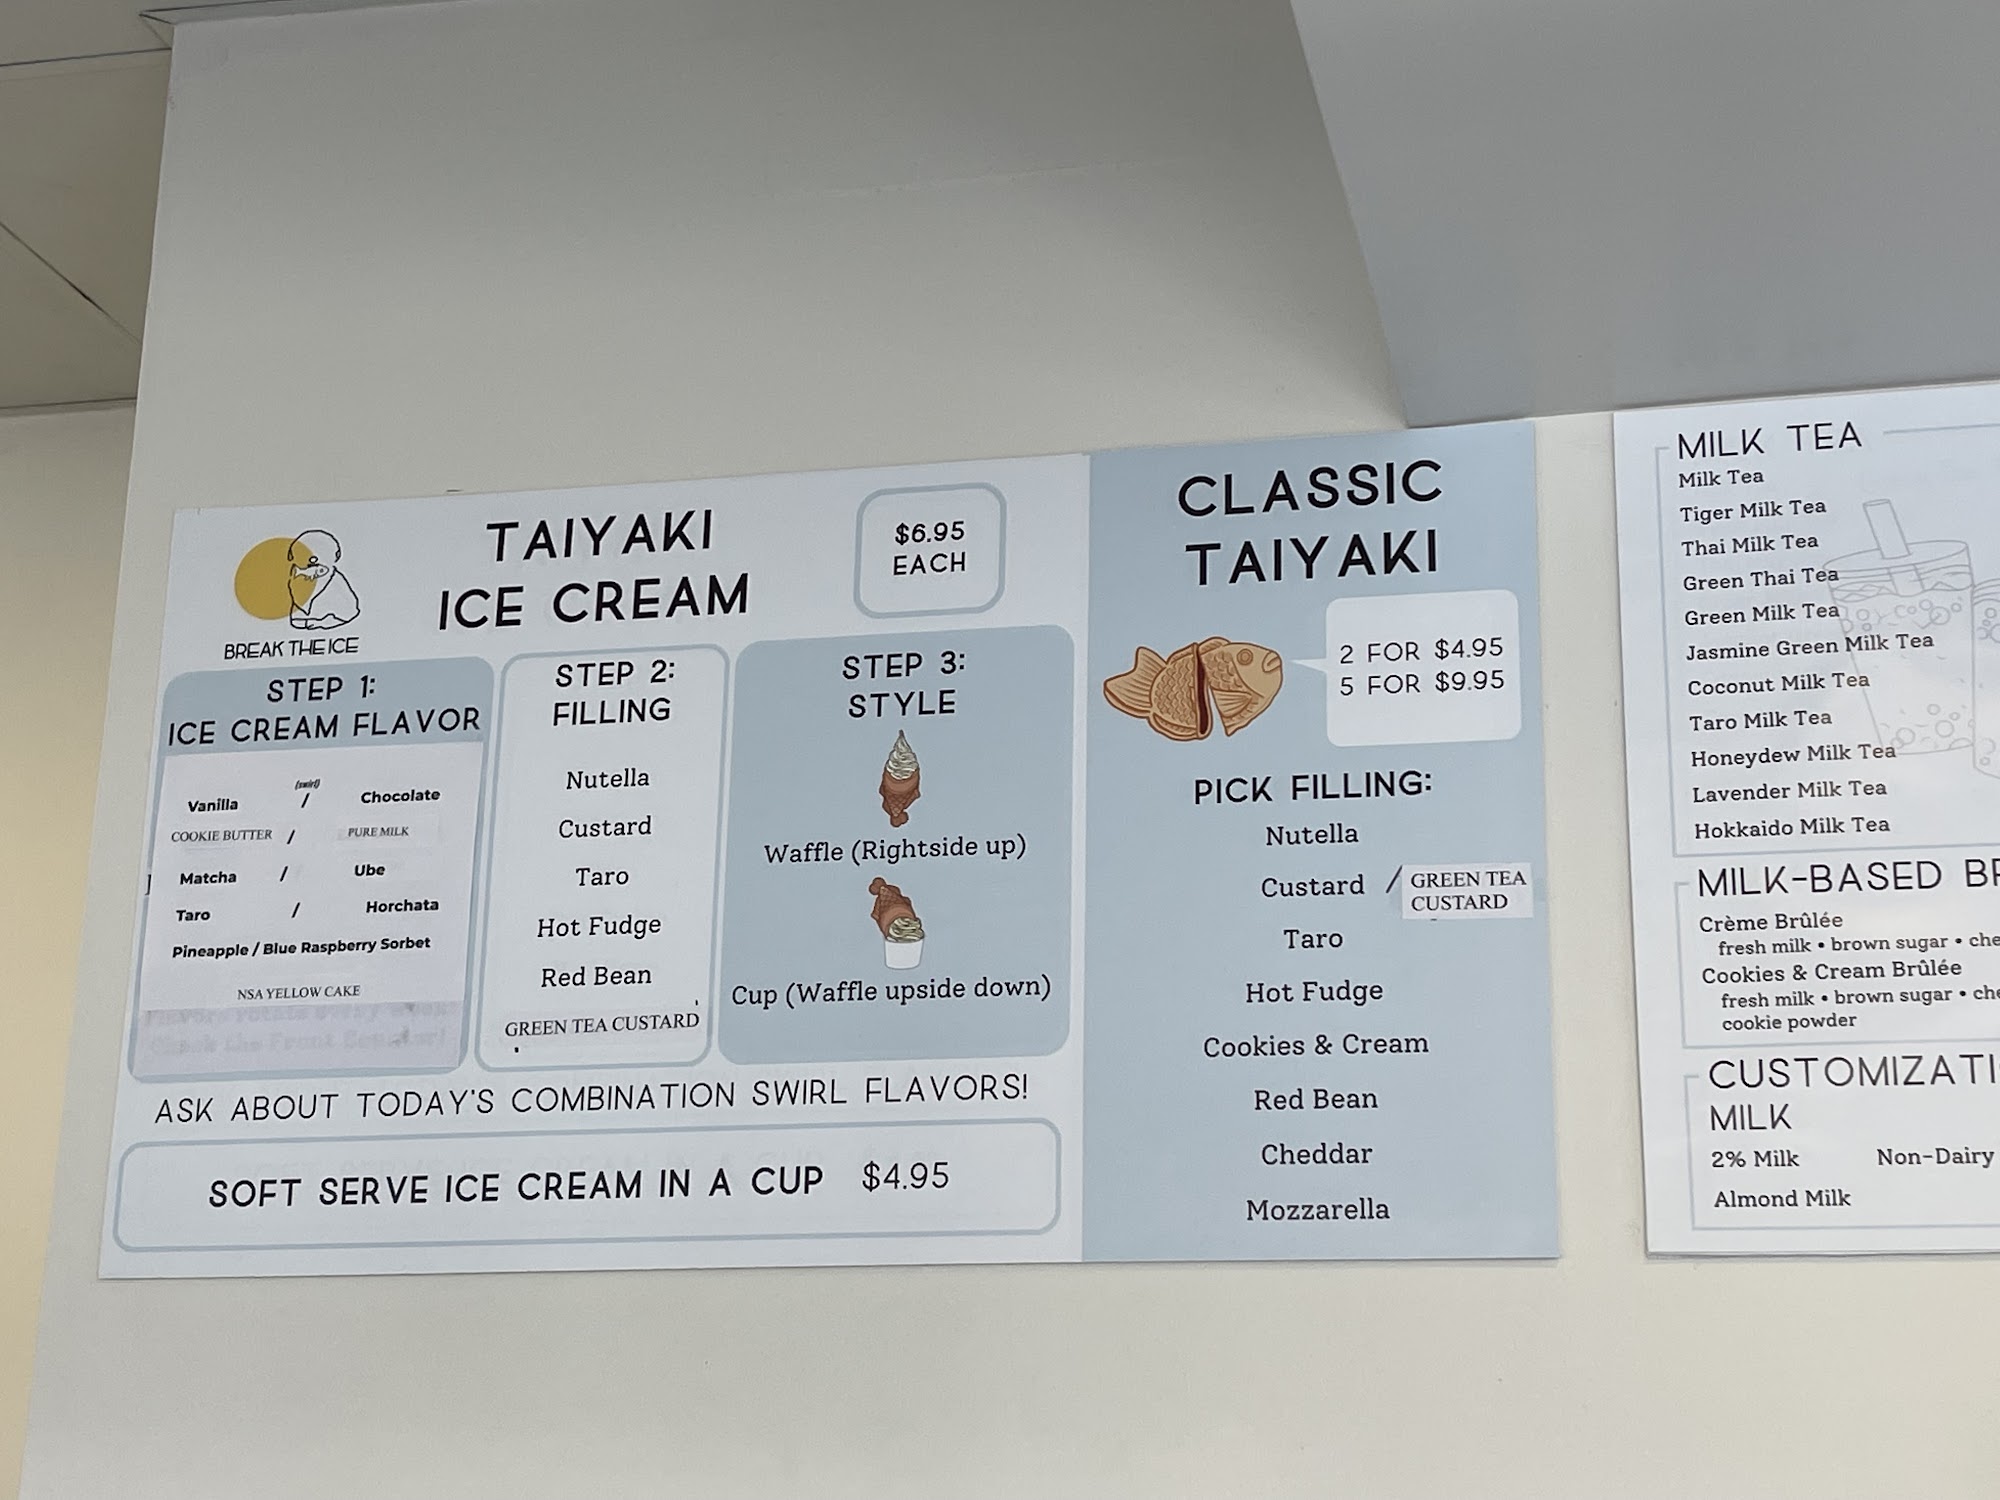 BREAK THE ICE
TAIYAKI
ICE CREAM
$6.95
EACH
STEP 1:
ICE CREAM FLAVOR
(swirl)
Vanilla / Chocolate
COOKIE BUTTER / PURE MILK
Matcha / Ube
Taro / Horchata
Pineapple / Blue Raspberry Sorbet
NSA YELLOW CAKE
STEP 2:
FILLING
Nutella
Custard
Taro
Hot Fudge
Red Bean
GREEN TEA CUSTARD
STEP 3:
STYLE
Waffle (Rightside up)
Cup (Waffle upside down)
ASK ABOUT TODAY'S COMBINATION SWIRL FLAVORS!
SOFT SERVE ICE CREAM IN A CUP $4.95
CLASSIC
TAIYAKI
2 FOR $4.95
5 FOR $9.95
PICK FILLING:
Nutella
Custard / GREEN TEA
CUSTARD
Taro
Hot Fudge
Cookies & Cream
Red Bean
Cheddar
Mozzarella
MILK TEA
Milk Tea
Tiger Milk Tea
Thai Milk Tea
Green Thai Tea
Green Milk Tea
Jasmine Green Milk Tea
Coconut Milk Tea
Taro Milk Tea
Honeydew Milk Tea
Lavender Milk Tea
Hokkaido Milk Tea
MILK-BASED
Crème Brûlée
fresh milk • brown sugar •
Cookies & Cream Brûlée
fresh milk • brown sugar •
cookie powder
CUSTOMIZATI
MILK
2% Milk Non-Dairy
Almond Milk